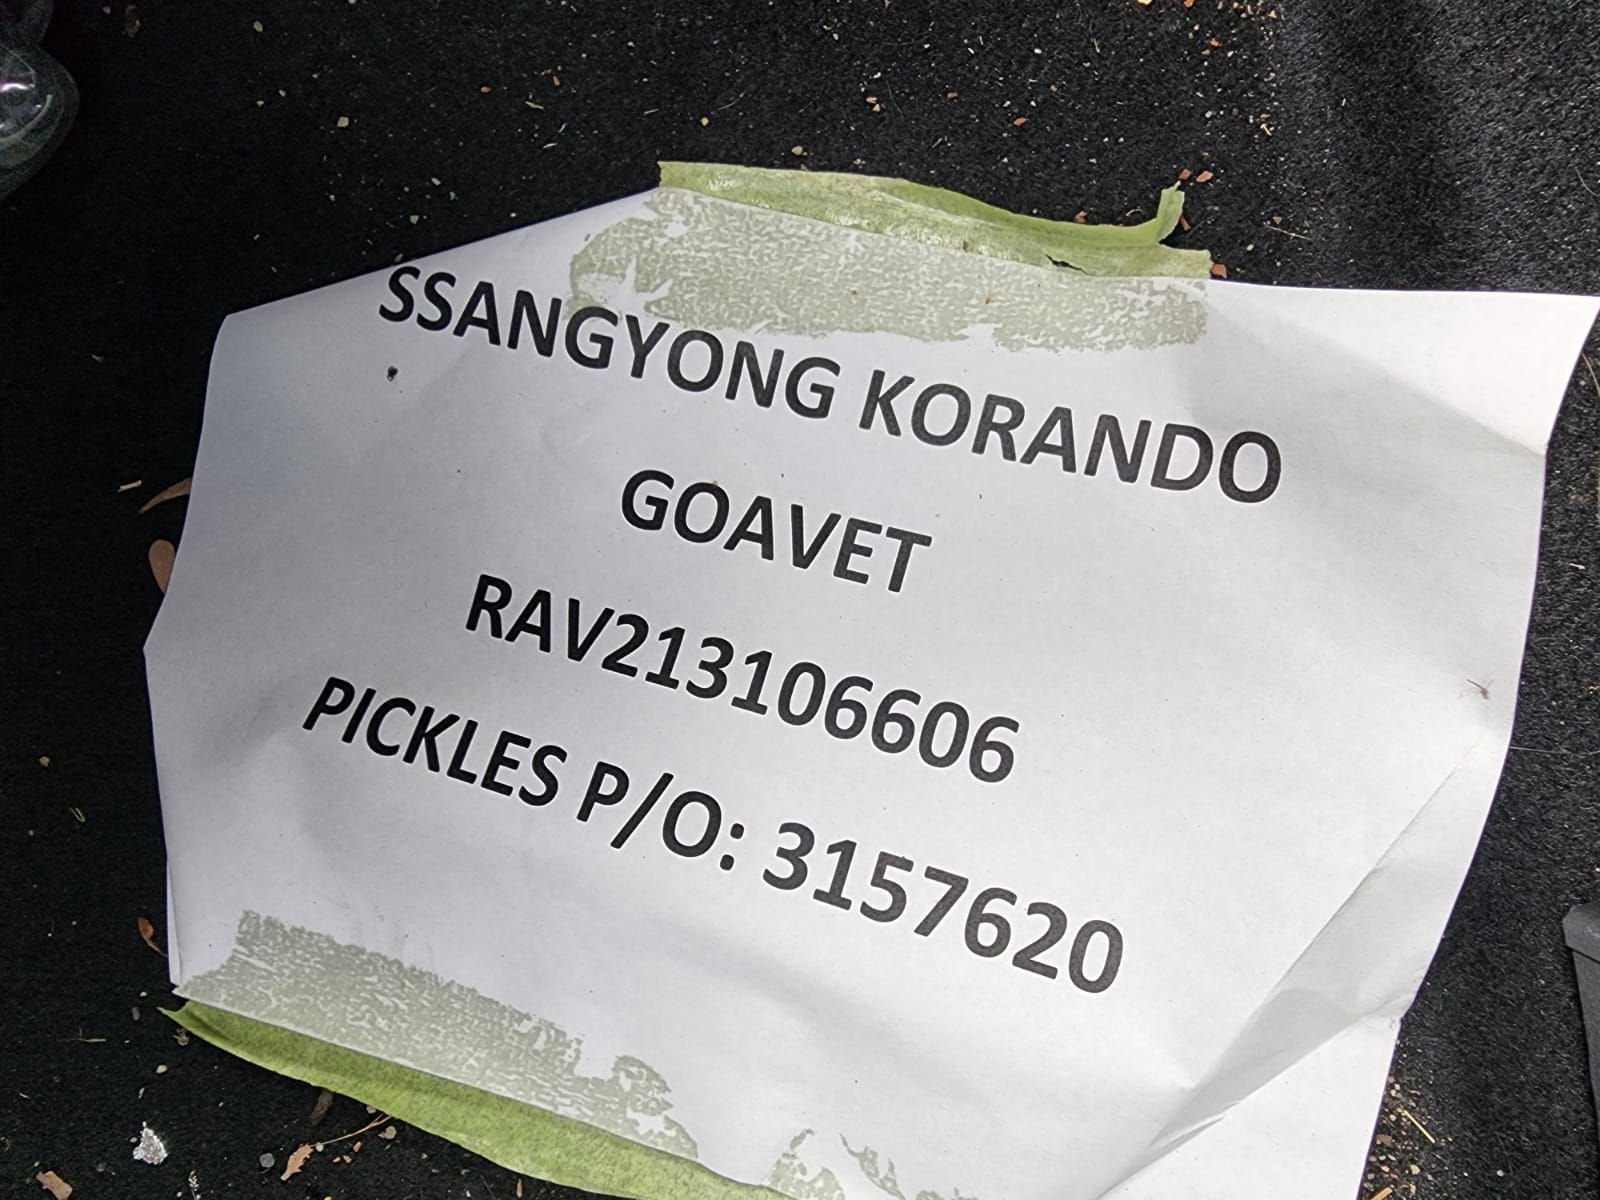 SSANGYONG KORANDO
GOAVET
RAV213106606
PICKLES P/O: 3157620